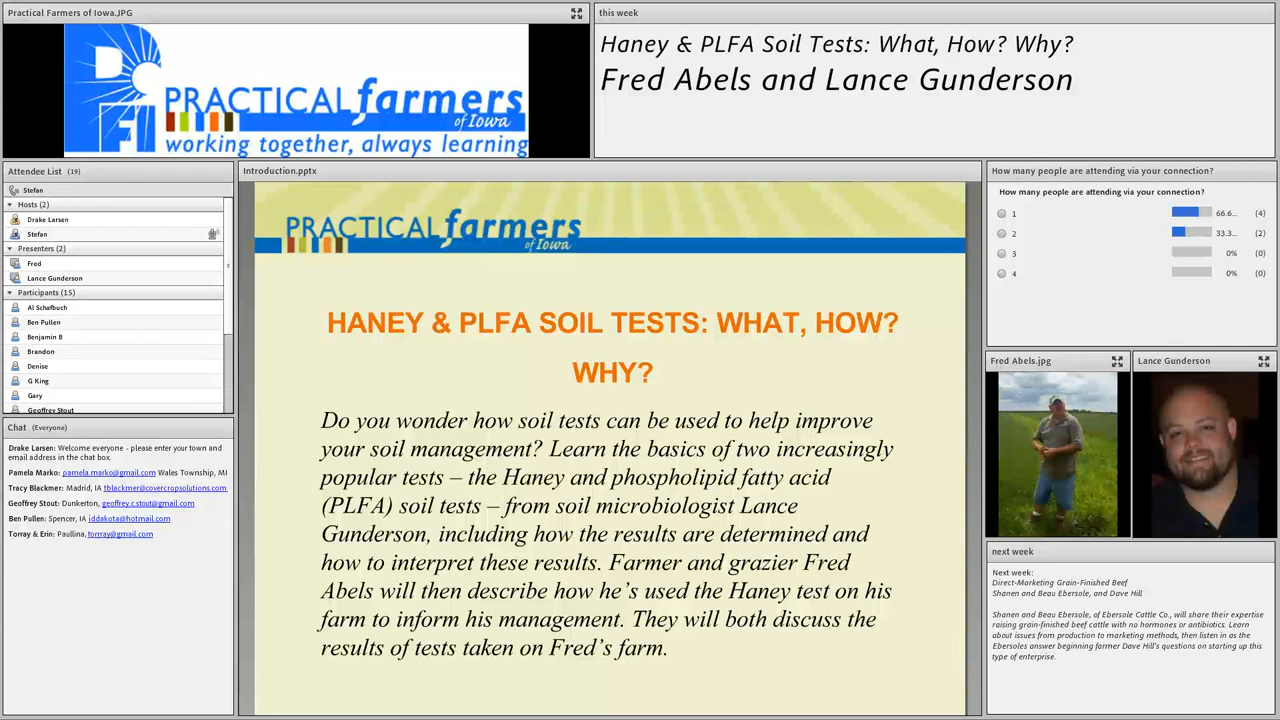 Practical Farmers of Iowa.JPG
PRACTICAL farmers
of Iowa
working together, always learning
PFI
this week
Haney & PLFA Soil Tests: What, How? Why?
Fred Abels and Lance Gunderson
Attendee List (19)
Stefan
Hosts (2)
Drake Larsen
Stefan
Presenters (2)
Fred
Lance Gunderson
Participants (15)
Al Schafbuch
Ben Pullen
Benjamin B
Brandon
Denise
G King
Gary
Geoffrey Stout
Chat (Everyone)
Drake Larsen: Welcome everyone - please enter your town and
email address in the chat box.
Pamela Marko: pamela.marko@gmail.com Wales Township, MI
Tracy Blackmer: Madrid, IA tblackmer@covercropsolutions.com
Geoffrey Stout: Dunkerton, geoffrey.c.stout@gmail.com
Ben Pullen: Spencer, IA iddakota@hotmail.com
Torray & Erin: Paullina, torrray@gmail.com
Introduction.pptx
PRACTICAL farmers
of Iowa
HANEY & PLFA SOIL TESTS: WHAT, HOW?
WHY?
Do you wonder how soil tests can be used to help improve
your soil management? Learn the basics of two increasingly
popular tests – the Haney and phospholipid fatty acid
(PLFA) soil tests – from soil microbiologist Lance
Gunderson, including how the results are determined and
how to interpret these results. Farmer and grazier Fred
Abels will then describe how he's used the Haney test on his
farm to inform his management. They will both discuss the
results of tests taken on Fred's farm.
How many people are attending via your connection?
How many people are attending via your connection?
1 66.6... (4)
2 33.3... (2)
3 0% (0)
4 0% (0)
Fred Abels.jpg
Lance Gunderson
next week
Next week:
Direct-Marketing Grain-Finished Beef
Shanen and Beau Ebersole, and Dave Hill
Shanen and Beau Ebersole, of Ebersole Cattle Co., will share their expertise
raising grain-finished beef cattle with no hormones or antibiotics. Learn
about issues from production to marketing methods, then listen in as the
Ebersoles answer beginning farmer Dave Hill's questions on starting up this
type of enterprise.